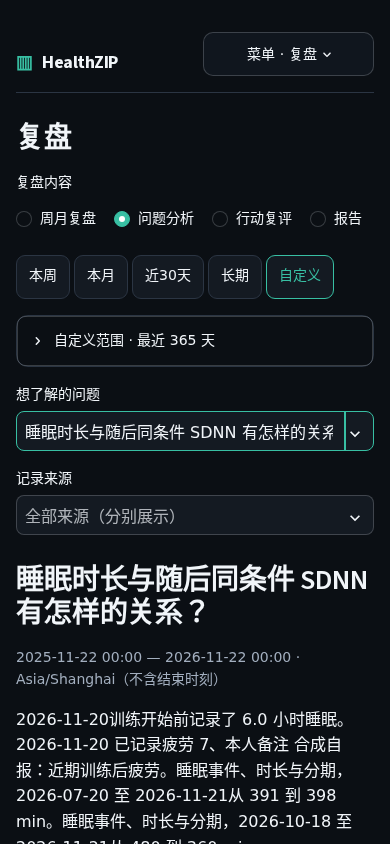 HealthZIP
菜单 · 复盘
复盘
复盘内容
周月复盘
问题分析
行动复评
报告
本周
本月
近30天
长期
自定义
自定义范围 · 最近 365 天
想了解的问题
睡眠时长与随后同条件 SDNN 有怎样的关系
记录来源
全部来源（分别展示）
睡眠时长与随后同条件 SDNN
有怎样的关系？
2025-11-22 00:00 — 2026-11-22 00:00 ·
Asia/Shanghai（不含结束时刻）
2026-11-20训练开始前记录了 6.0 小时睡眠。
2026-11-20 已记录疲劳 7、本人备注 合成自
报：近期训练后疲劳。睡眠事件、时长与分期，
2026-07-20 至 2026-11-21从 391 到 398
min。睡眠事件、时长与分期，2026-10-18 至